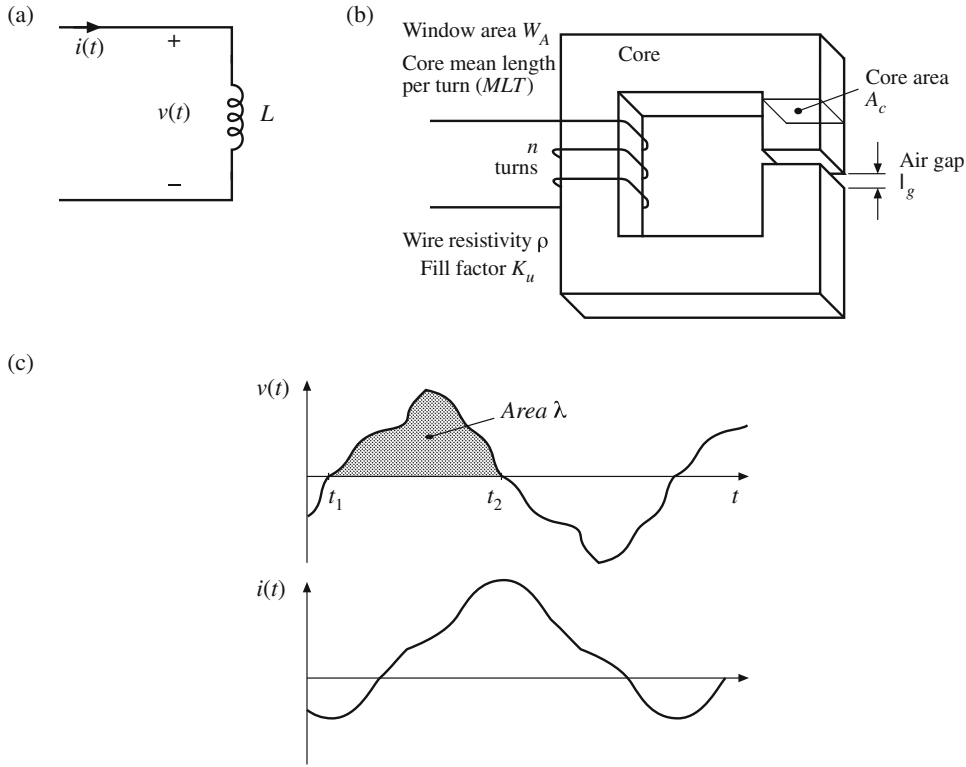 (a)
i(t)
+
v(t)
L
−
(b)
Window area W_A
Core mean length
per turn (MLT)
Core
Core area
A_c
n
turns
Air gap
l_g
Wire resistivity ρ
Fill factor K_u
(c)
v(t)
Area λ
t_1
t_2
t
i(t)